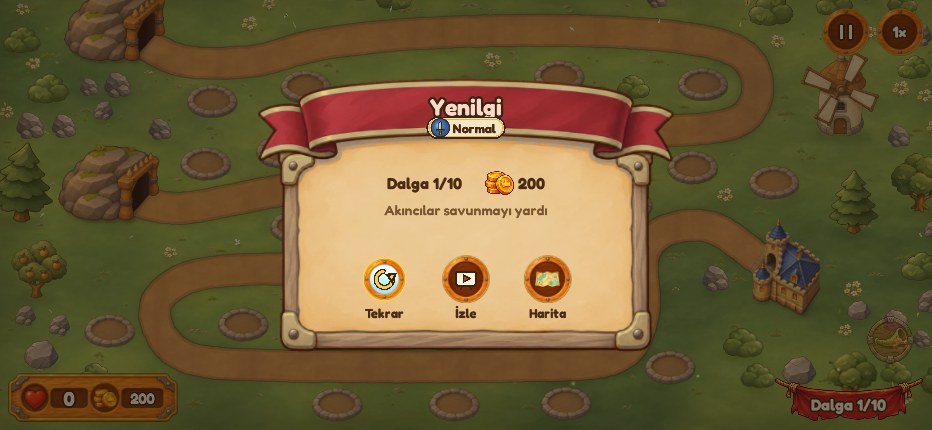 1x
Yenilgi
Normal
Dalga 1/10 200
Akıncılar savunmayı yardı
Tekrar İzle Harita
0 200
Dalga 1/10